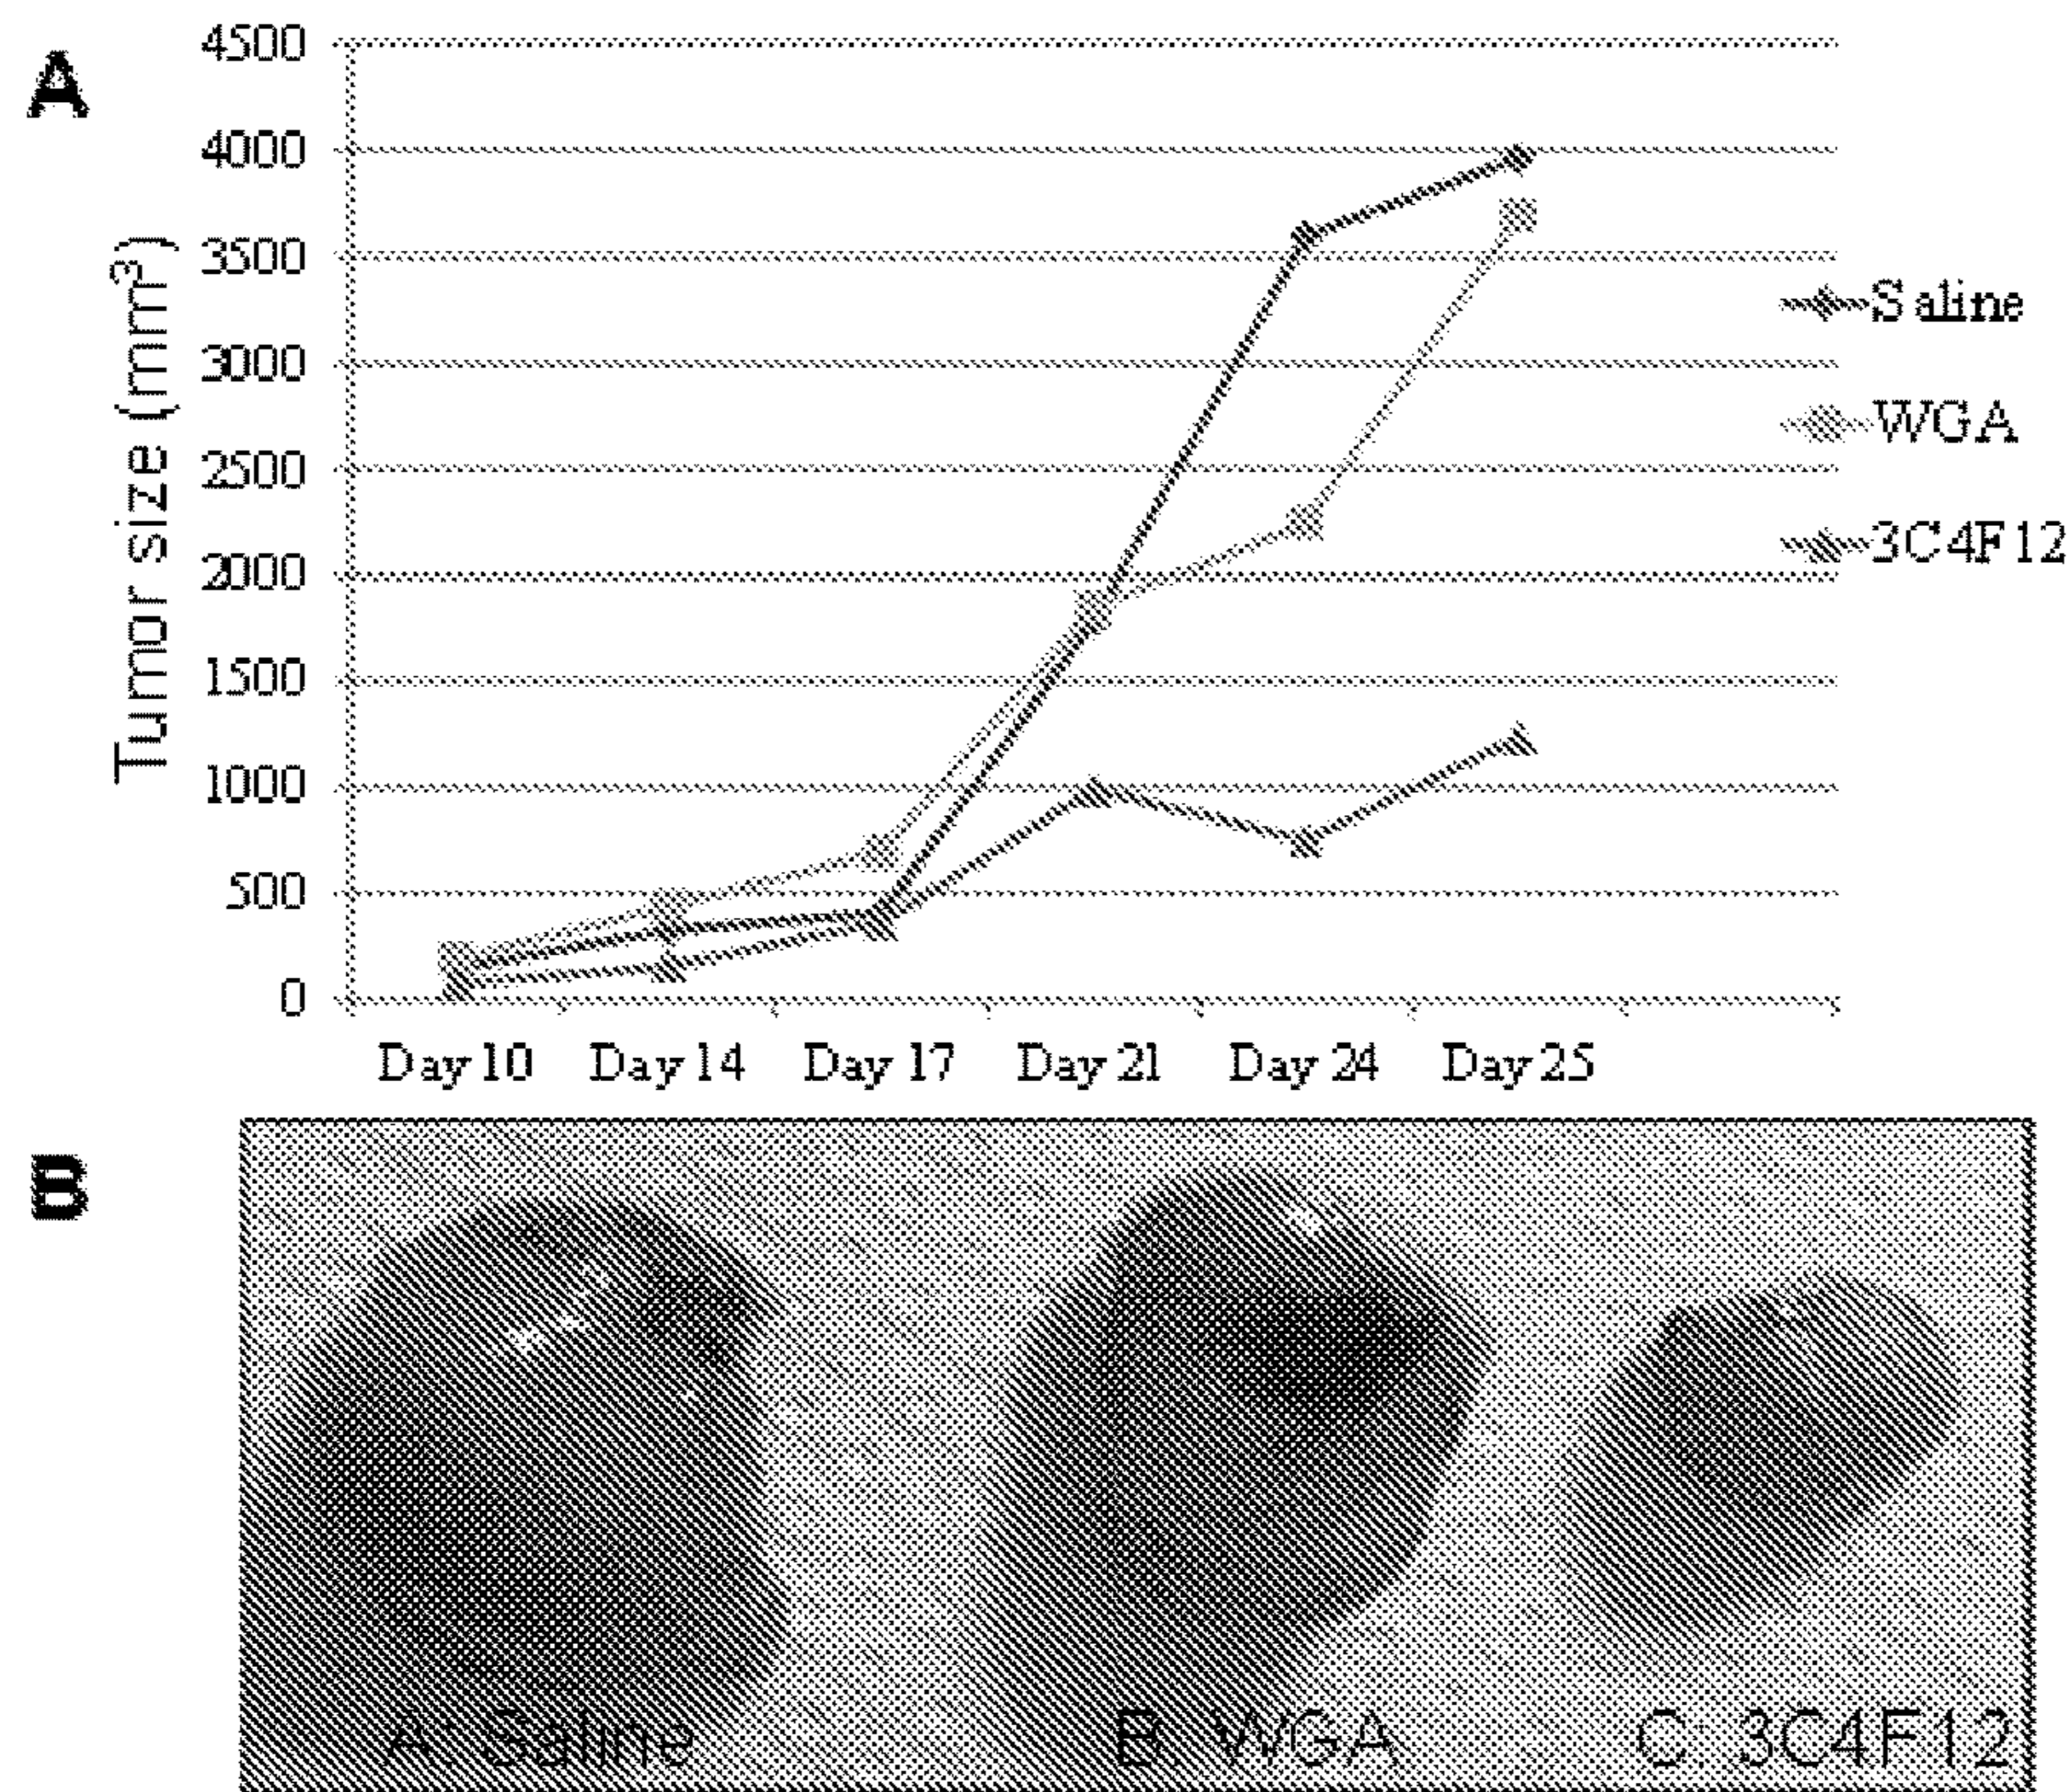 A
4500
4000
3500
3000
2500
2000
1500
1000
500
0
Tumor size (mm³)
Saline
WGA
3C4F12
Day 10 Day 14 Day 17 Day 21 Day 24 Day 25
B
A: Saline B: WGA C: 3C4F12